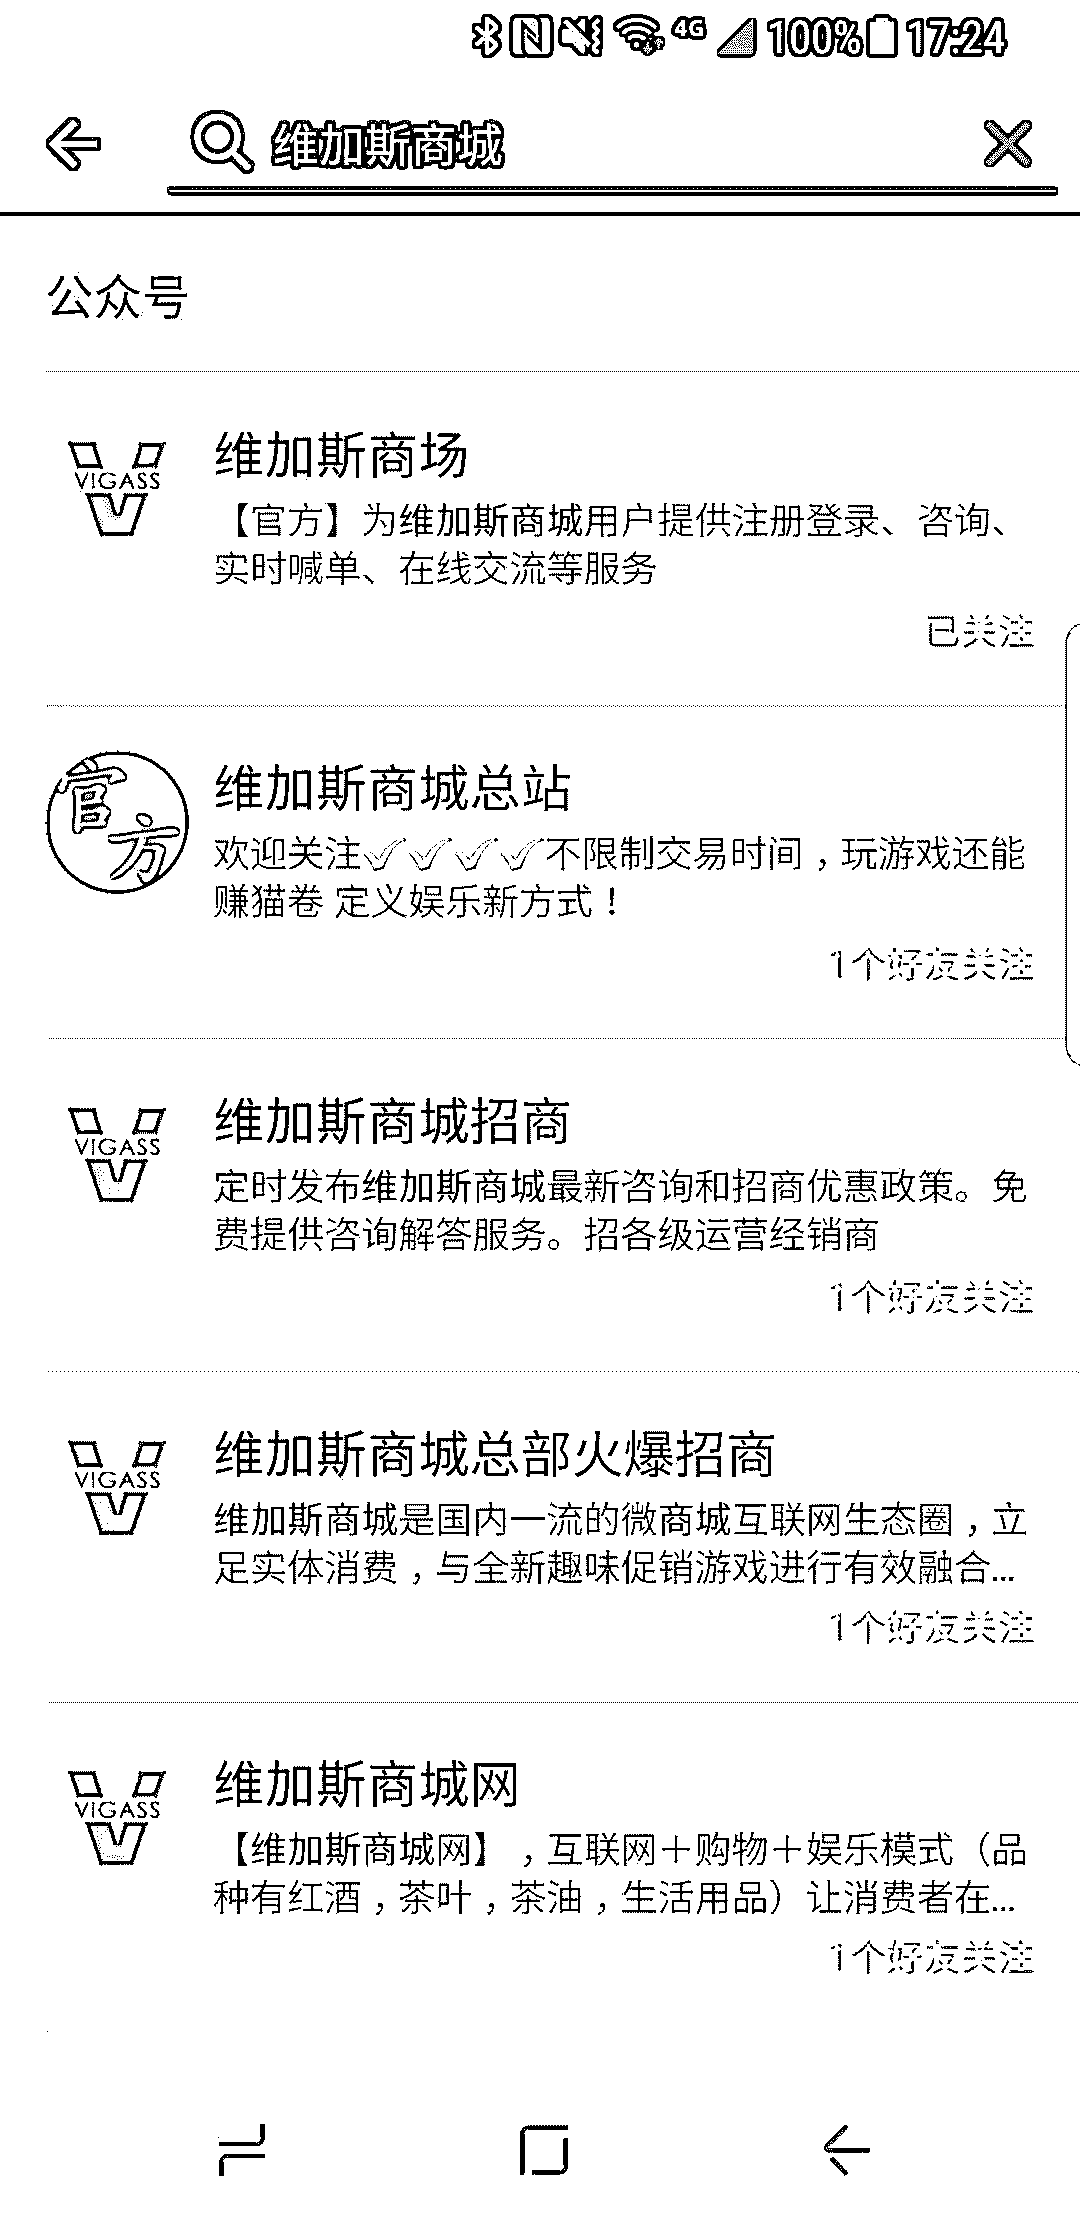 4G 100% 17:24
维加斯商城
公众号
VIGASS
维加斯商场
【官方】为维加斯商城用户提供注册登录、咨询、
实时喊单、在线交流等服务
已关注
官方
维加斯商城总站
欢迎关注✓✓✓✓不限制交易时间，玩游戏还能
赚猫卷 定义娱乐新方式！
1个好友关注
VIGASS
维加斯商城招商
定时发布维加斯商城最新咨询和招商优惠政策。免
费提供咨询解答服务。招各级运营经销商
1个好友关注
VIGASS
维加斯商城总部火爆招商
维加斯商城是国内一流的微商城互联网生态圈，立
足实体消费，与全新趣味促销游戏进行有效融合...
1个好友关注
VIGASS
维加斯商城网
【维加斯商城网】，互联网＋购物＋娱乐模式（品
种有红酒，茶叶，茶油，生活用品）让消费者在...
1个好友关注